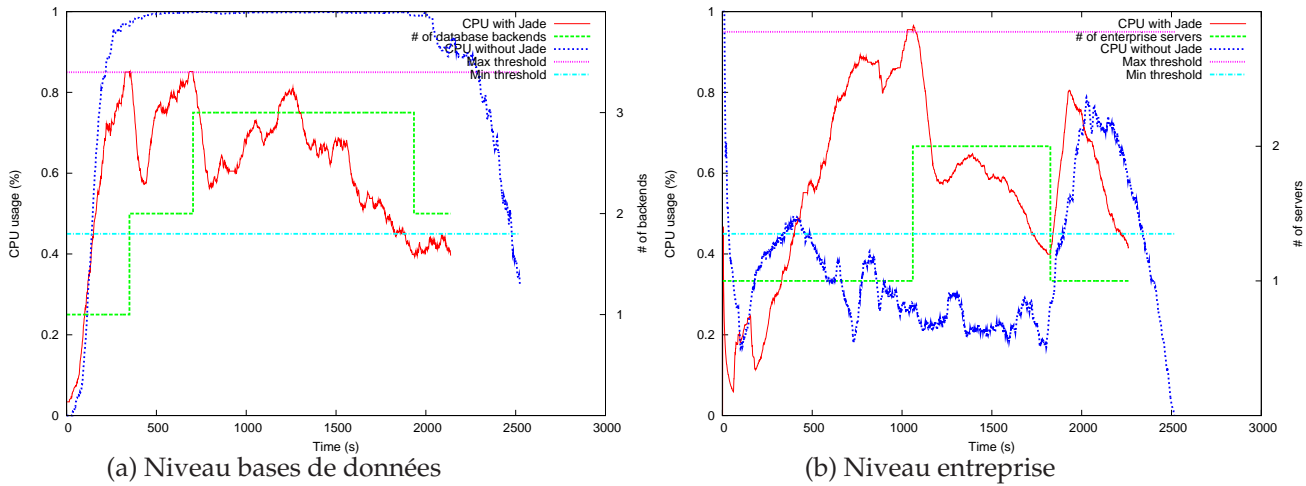 CPU with Jade
# of database backends
CPU without Jade
Max threshold
Min threshold
CPU usage (%)
1
0.8
0.6
0.4
0.2
0
# of backends
3
2
1
0
500
1000
1500
2000
2500
3000
Time (s)
(a) Niveau bases de données
CPU with Jade
# of enterprise servers
CPU without Jade
Max threshold
Min threshold
CPU usage (%)
1
0.8
0.6
0.4
0.2
0
# of servers
2
1
0
500
1000
1500
2000
2500
3000
Time (s)
(b) Niveau entreprise